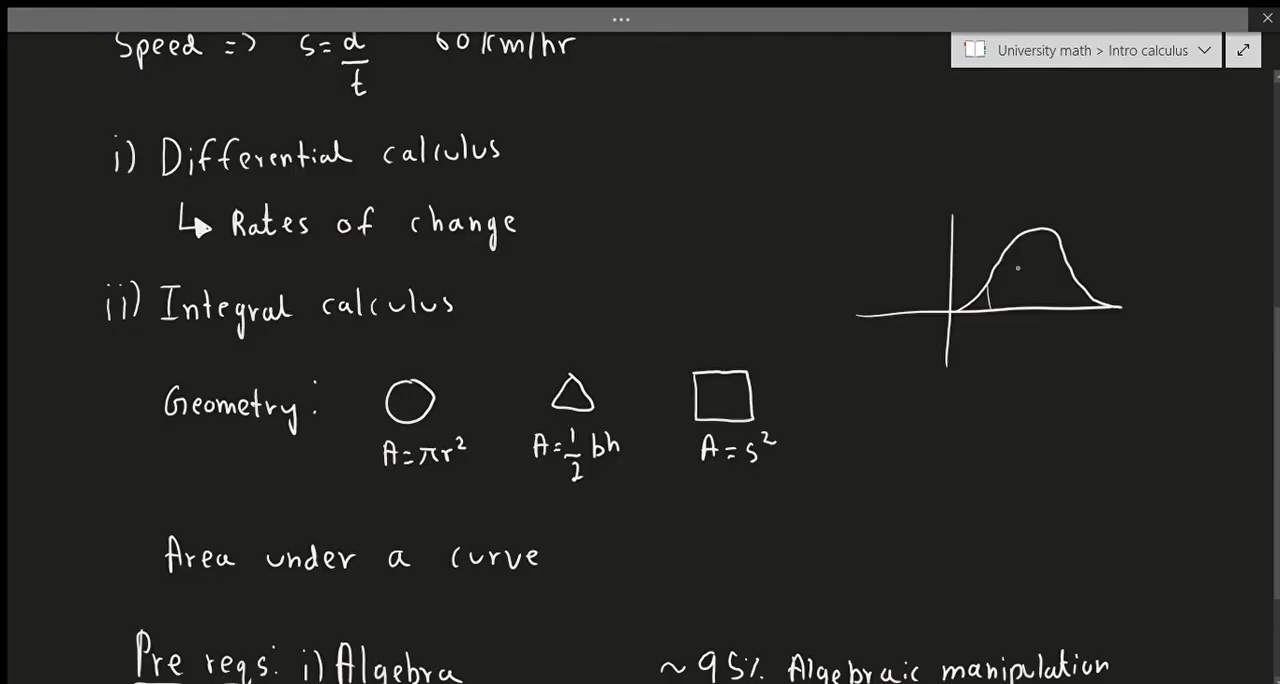 Speed => s = d/t 60 km/hr
University math > Intro calculus
i) Differential calculus
↳ Rates of change
ii) Integral calculus
Geometry:
A = πr² A = 1/2 bh A = s²
Area under a curve
Pre reqs: i) Algebra ~ 95% Algebraic manipulation